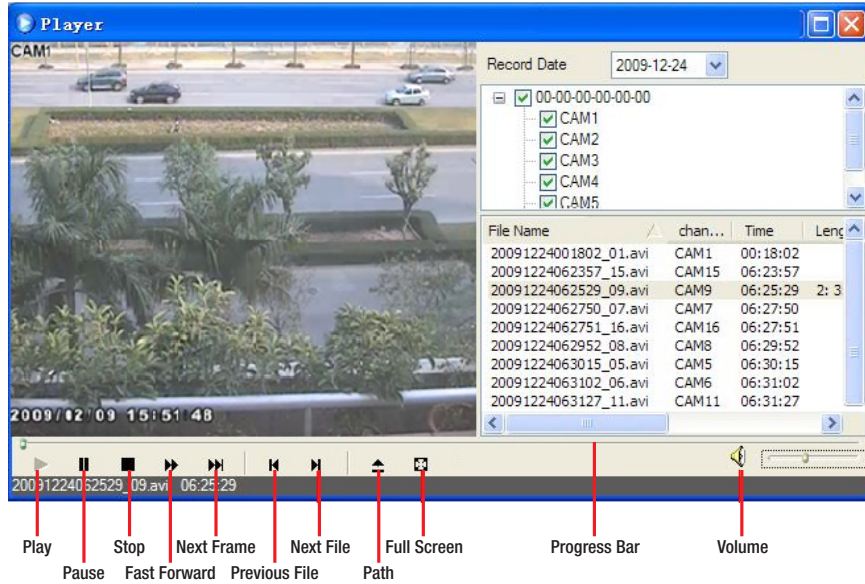 Player
CAM1
Record Date 2009-12-24
00-00-00-00-00-00
CAM1
CAM2
CAM3
CAM4
CAM5
File Name chan... Time Leng
20091224001802_01.avi CAM1 00:18:02
20091224062357_15.avi CAM15 06:23:57
20091224062529_09.avi CAM9 06:25:29 2: 3
20091224062750_07.avi CAM7 06:27:50
20091224062751_16.avi CAM16 06:27:51
20091224062952_08.avi CAM8 06:29:52
20091224063015_05.avi CAM5 06:30:15
20091224063102_06.avi CAM6 06:31:02
20091224063127_11.avi CAM11 06:31:27
2009/12/09 15:51:48
20091224062529_09.avi 06:25:29
Play Stop Next Frame Next File Full Screen Progress Bar Volume
Pause Fast Forward Previous File Path